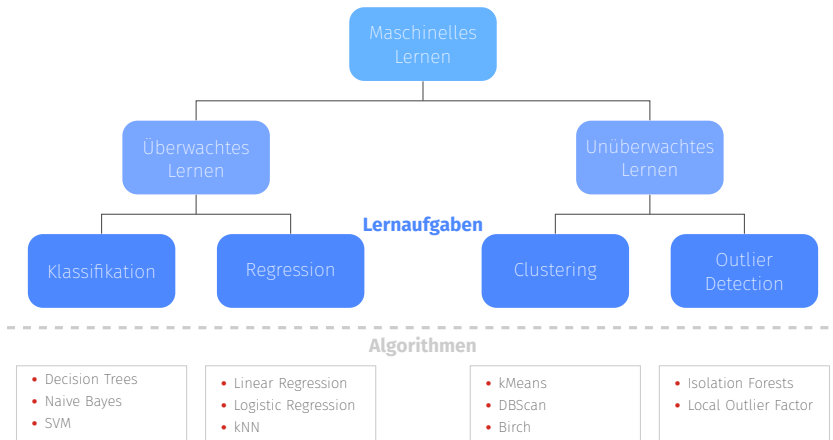 Maschinelles
Lernen
Überwachtes
Lernen
Unüberwachtes
Lernen
Lernaufgaben
Klassifikation
Regression
Clustering
Outlier
Detection
Algorithmen
• Decision Trees
• Naive Bayes
• SVM
• Linear Regression
• Logistic Regression
• kNN
• kMeans
• DBScan
• Birch
• Isolation Forests
• Local Outlier Factor